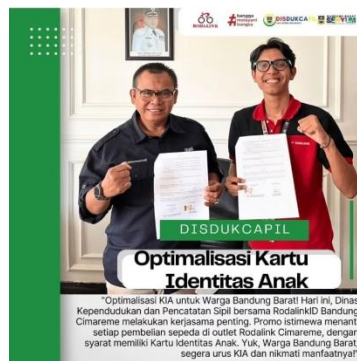 RODALINK
DISDUKCAPIL
DISDUKCAPIL
Optimalisasi Kartu
Identitas Anak
"Optimalisasi KIA untuk Warga Bandung Barat! Hari ini, Dinas
Kependudukan dan Pencatatan Sipil bersama RodalinkID Bandung
Cimareme melakukan kerjasama penting. Promo istimewa menant
setiap pembelian sepeda di outlet Rodalink Cimareme, dengan
syarat memiliki Kartu Identitas Anak. Yuk, Warga Bandung Barat,
segera urus KIA dan nikmati manfaatnya!"